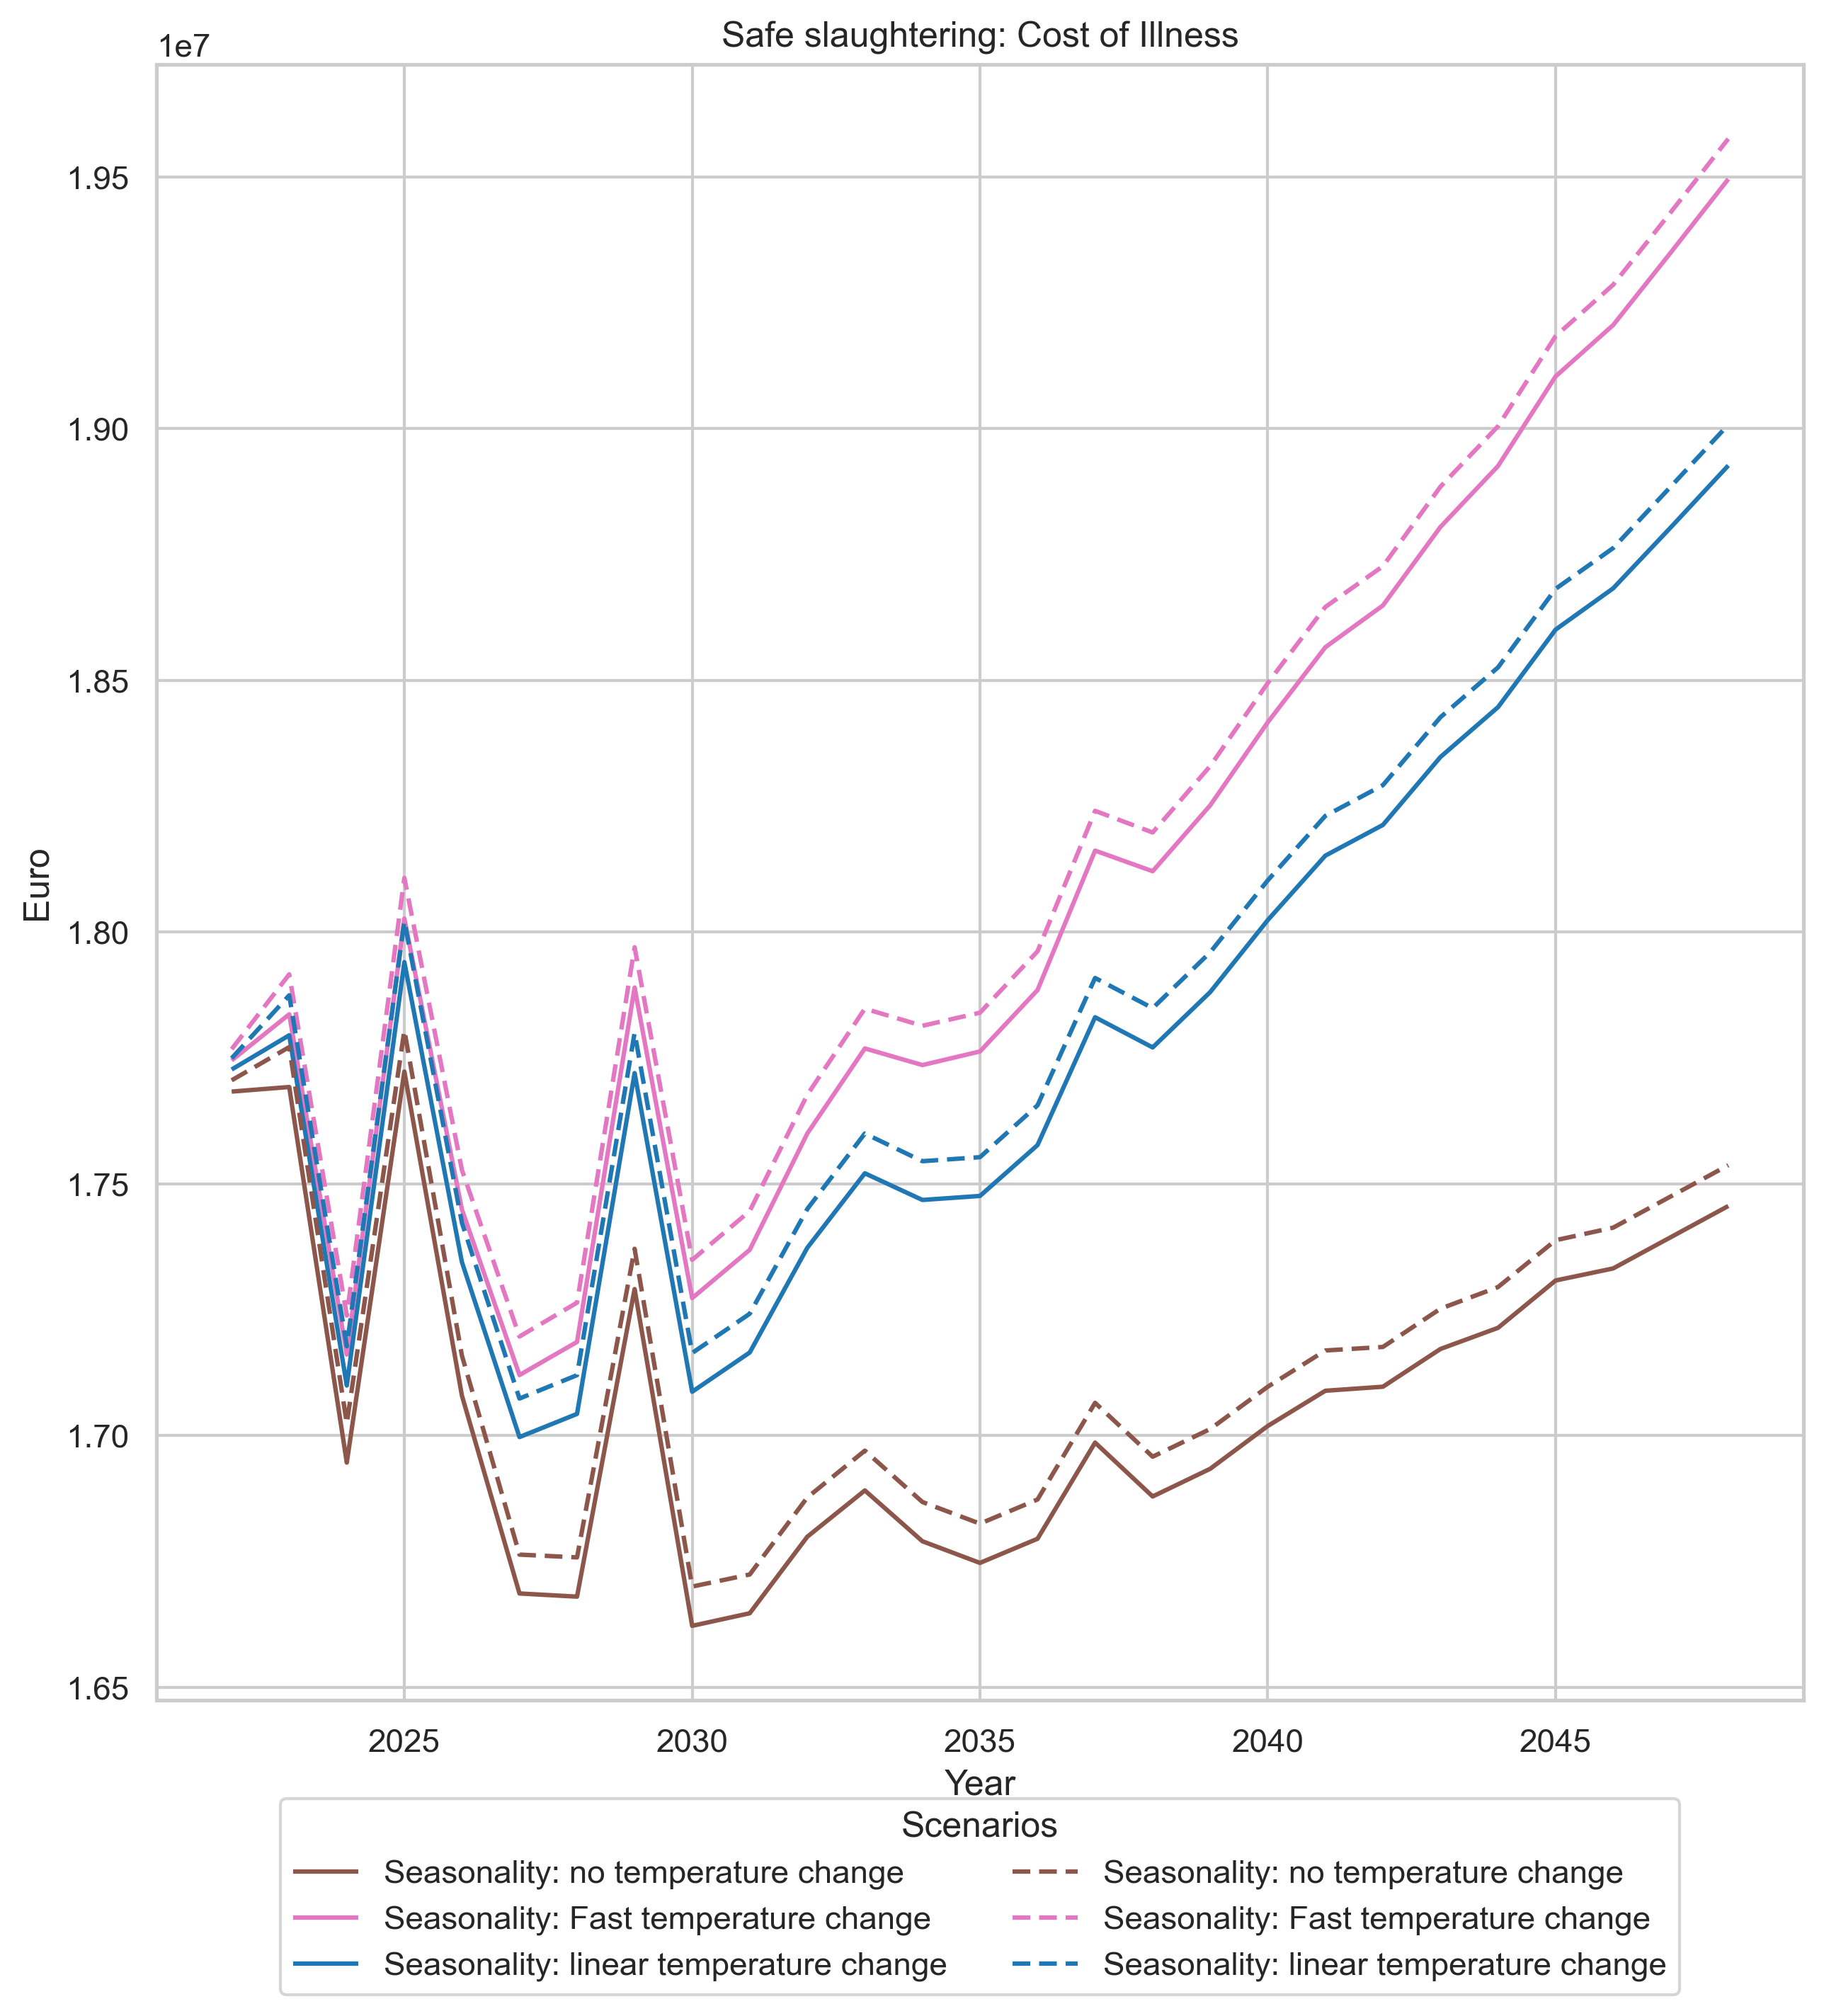 Safe slaughtering: Cost of Illness
1e7
1.95
1.90
1.85
1.80
1.75
1.70
1.65
Euro
2025 2030 2035 2040 2045
Year
Scenarios
Seasonality: no temperature change Seasonality: no temperature change
Seasonality: Fast temperature change Seasonality: Fast temperature change
Seasonality: linear temperature change Seasonality: linear temperature change